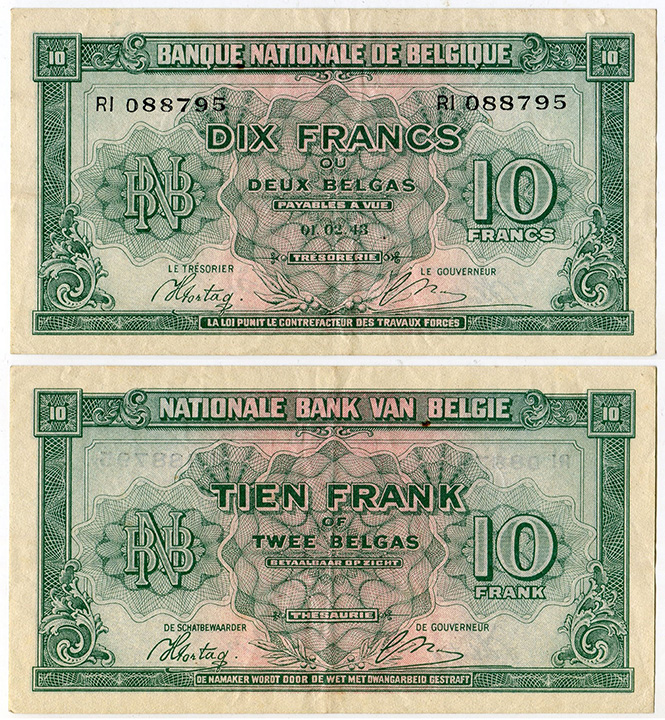 10 BANQUE NATIONALE DE BELGIQUE 10
RI 088795 RI 088795
DIX FRANCS
OU
DEUX BELGAS
PAYABLES A VUE
BNB
10
FRANCS
01.02.43
TRÉSORERIE
LE TRÉSORIER LE GOUVERNEUR
LA LOI PUNIT LE CONTREFACTEUR DES TRAVAUX FORCÉS
10 NATIONALE BANK VAN BELGIE 10
TIEN FRANK
OF
TWEE BELGAS
BETAALBAAR OP ZICHT
BNB
10
FRANK
THESAURIE
DE SCHATBEWAARDER DE GOUVERNEUR
DE NAMAKER WORDT DOOR DE WET MET DWANGARBEID GESTRAFT